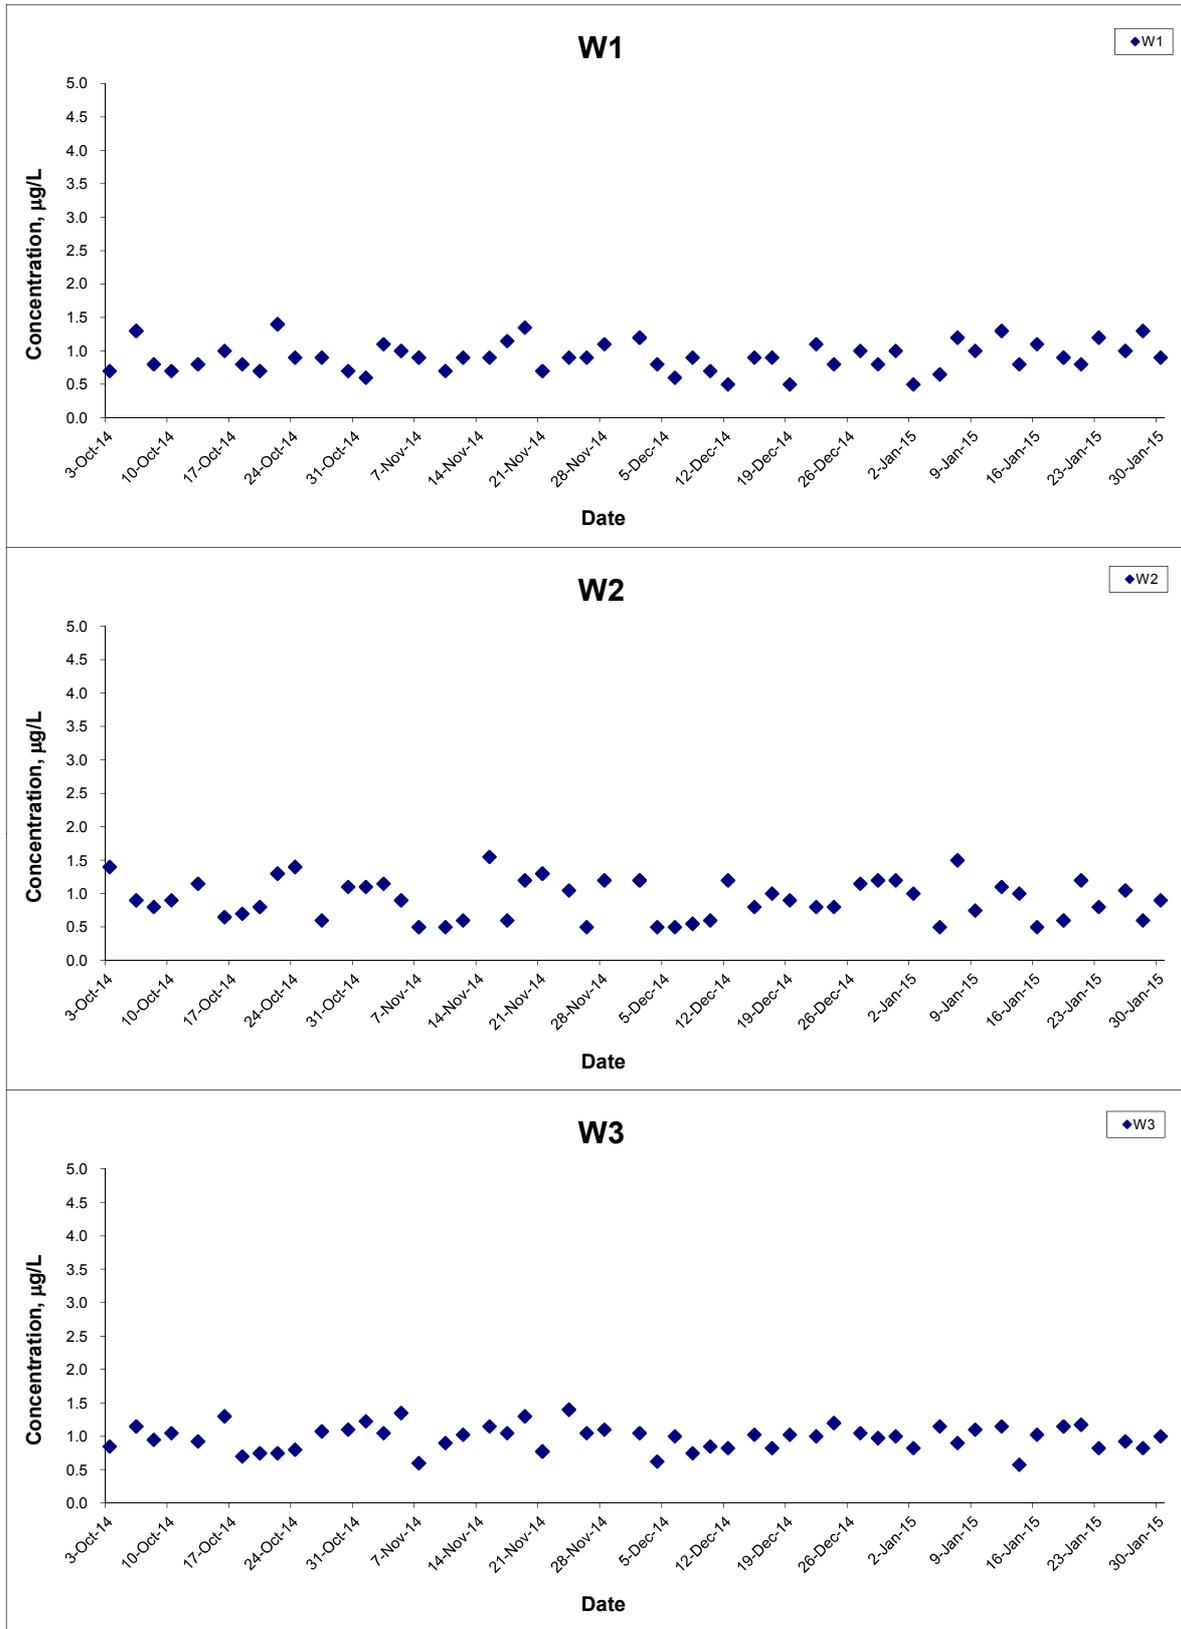 W1
W1
5.0
4.5
4.0
3.5
3.0
2.5
2.0
1.5
1.0
0.5
0.0
Concentration, µg/L
3-Oct-14
10-Oct-14
17-Oct-14
24-Oct-14
31-Oct-14
7-Nov-14
14-Nov-14
21-Nov-14
28-Nov-14
5-Dec-14
12-Dec-14
19-Dec-14
26-Dec-14
2-Jan-15
9-Jan-15
16-Jan-15
23-Jan-15
30-Jan-15
Date
W2
W2
5.0
4.5
4.0
3.5
3.0
2.5
2.0
1.5
1.0
0.5
0.0
Concentration, µg/L
3-Oct-14
10-Oct-14
17-Oct-14
24-Oct-14
31-Oct-14
7-Nov-14
14-Nov-14
21-Nov-14
28-Nov-14
5-Dec-14
12-Dec-14
19-Dec-14
26-Dec-14
2-Jan-15
9-Jan-15
16-Jan-15
23-Jan-15
30-Jan-15
Date
W3
W3
5.0
4.5
4.0
3.5
3.0
2.5
2.0
1.5
1.0
0.5
0.0
Concentration, µg/L
3-Oct-14
10-Oct-14
17-Oct-14
24-Oct-14
31-Oct-14
7-Nov-14
14-Nov-14
21-Nov-14
28-Nov-14
5-Dec-14
12-Dec-14
19-Dec-14
26-Dec-14
2-Jan-15
9-Jan-15
16-Jan-15
23-Jan-15
30-Jan-15
Date